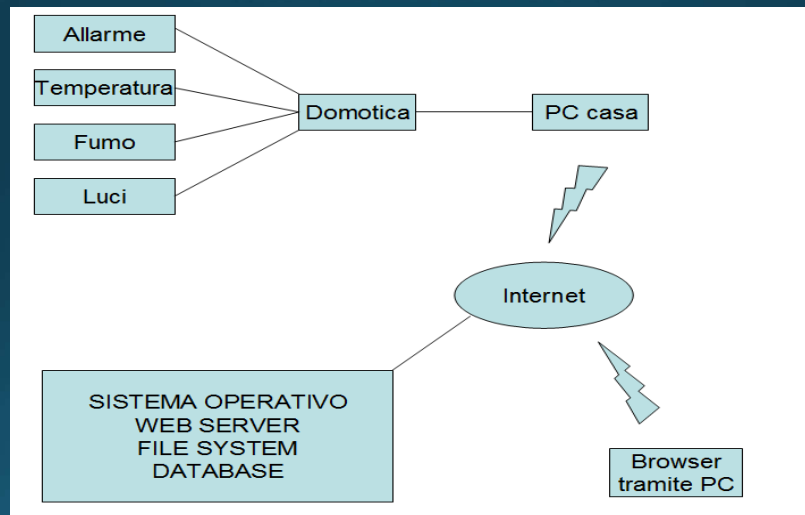 Allarme
Temperatura
Fumo
Luci
Domotica
PC casa
Internet
SISTEMA OPERATIVO
WEB SERVER
FILE SYSTEM
DATABASE
Browser
tramite PC